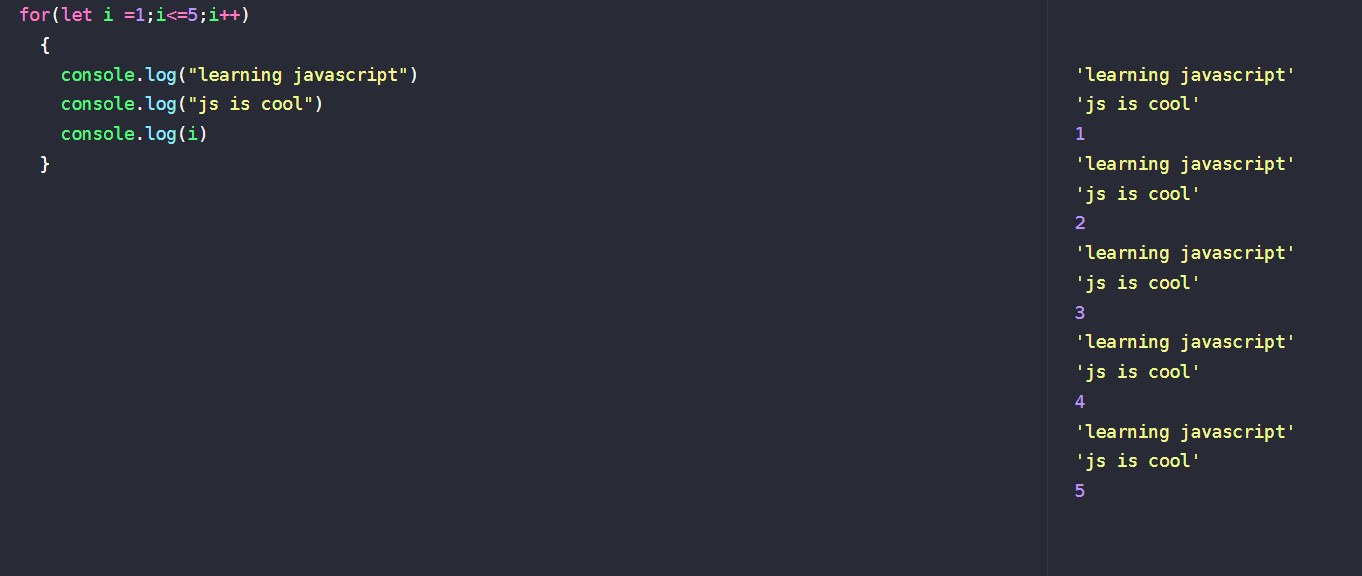 for(let i =1;i<=5;i++)
{
console.log("learning javascript")
console.log("js is cool")
console.log(i)
}
'learning javascript'
'js is cool'
1
'learning javascript'
'js is cool'
2
'learning javascript'
'js is cool'
3
'learning javascript'
'js is cool'
4
'learning javascript'
'js is cool'
5